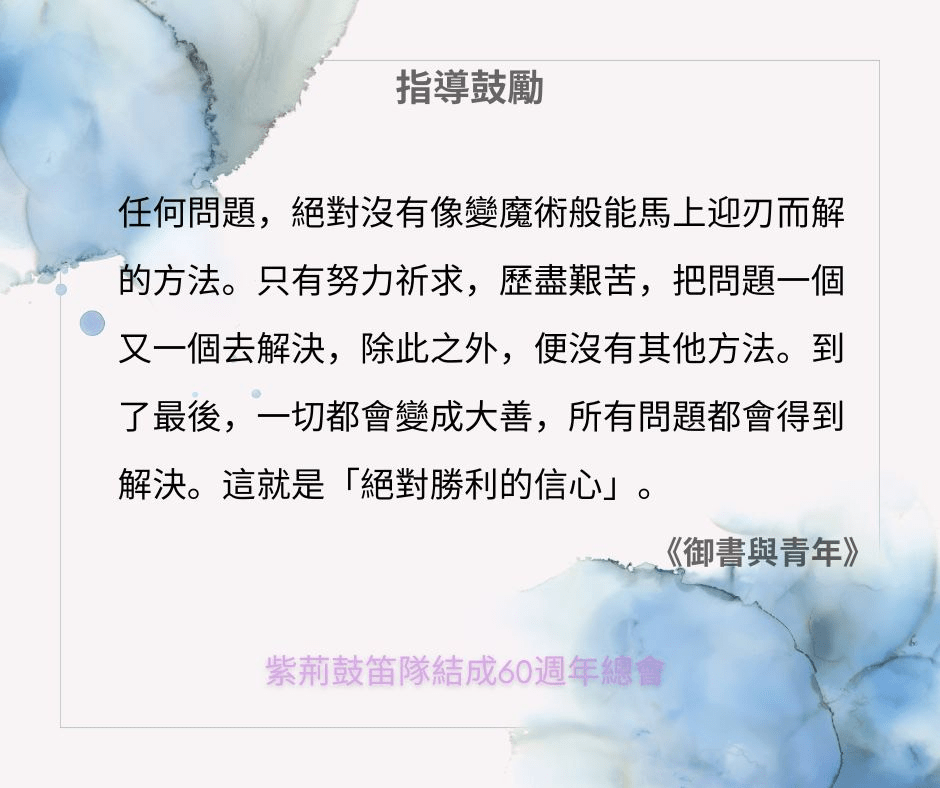 指導鼓勵
任何問題，絕對沒有像變魔術般能馬上迎刃而解
的方法。只有努力祈求，歷盡艱苦，把問題一個
又一個去解決，除此之外，便沒有其他方法。到
了最後，一切都會變成大善，所有問題都會得到
解決。這就是「絕對勝利的信心」。
《御書與青年》
紫荊鼓笛隊結成60週年總會